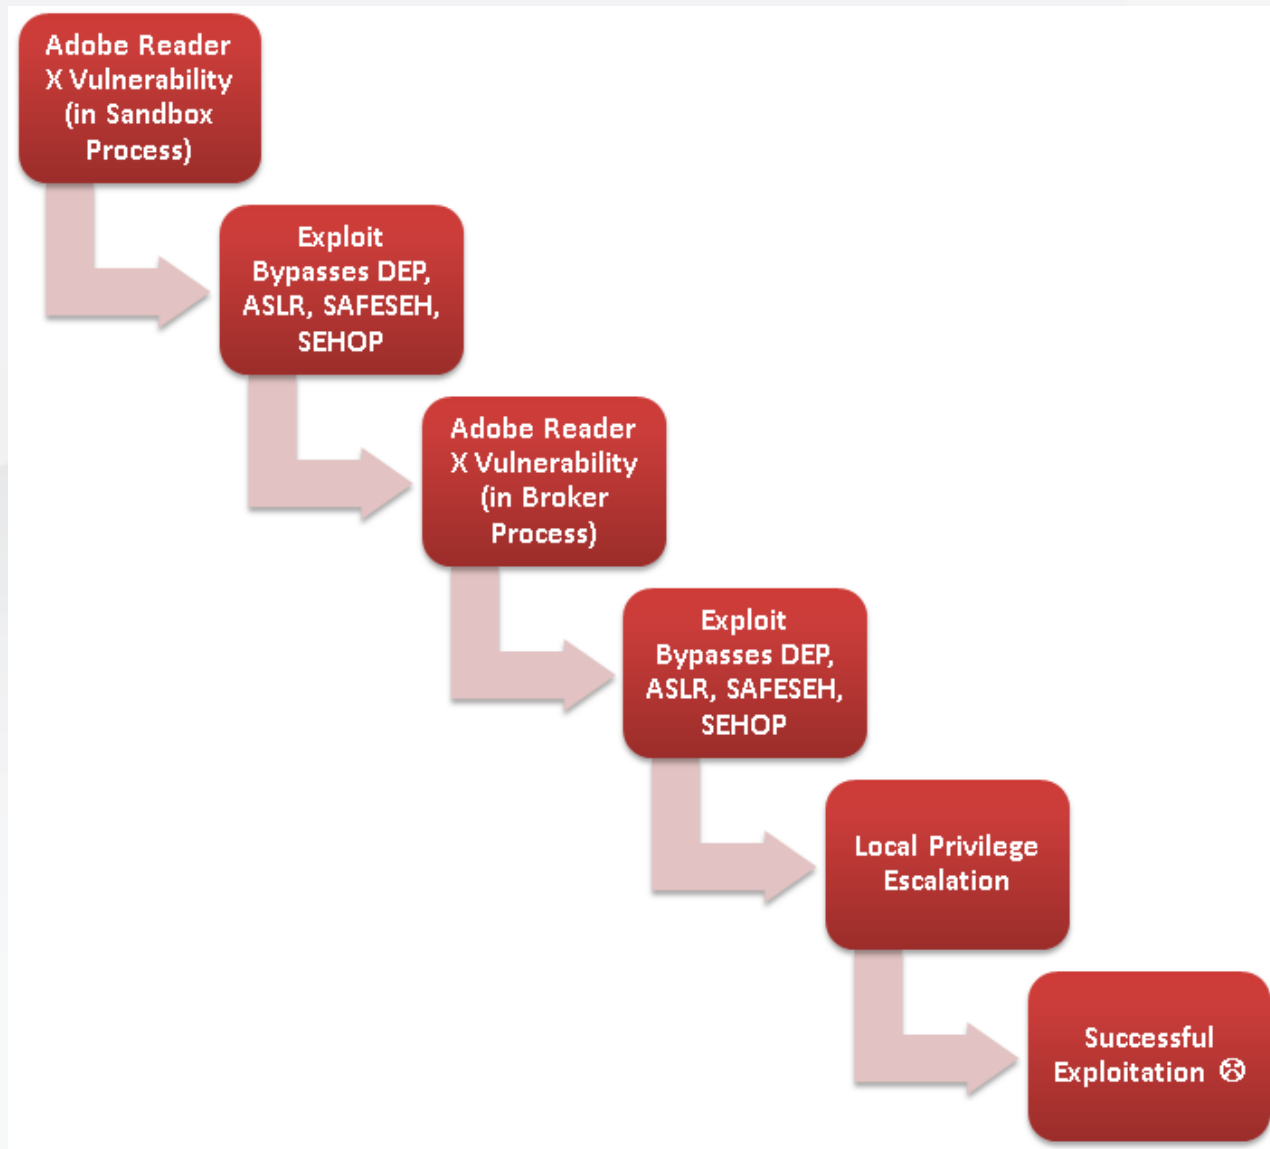 Adobe Reader
X Vulnerability
(in Sandbox
Process)
Exploit
Bypasses DEP,
ASLR, SAFESEH,
SEHOP
Adobe Reader
X Vulnerability
(in Broker
Process)
Exploit
Bypasses DEP,
ASLR, SAFESEH,
SEHOP
Local Privilege
Escalation
Successful
Exploitation ☹